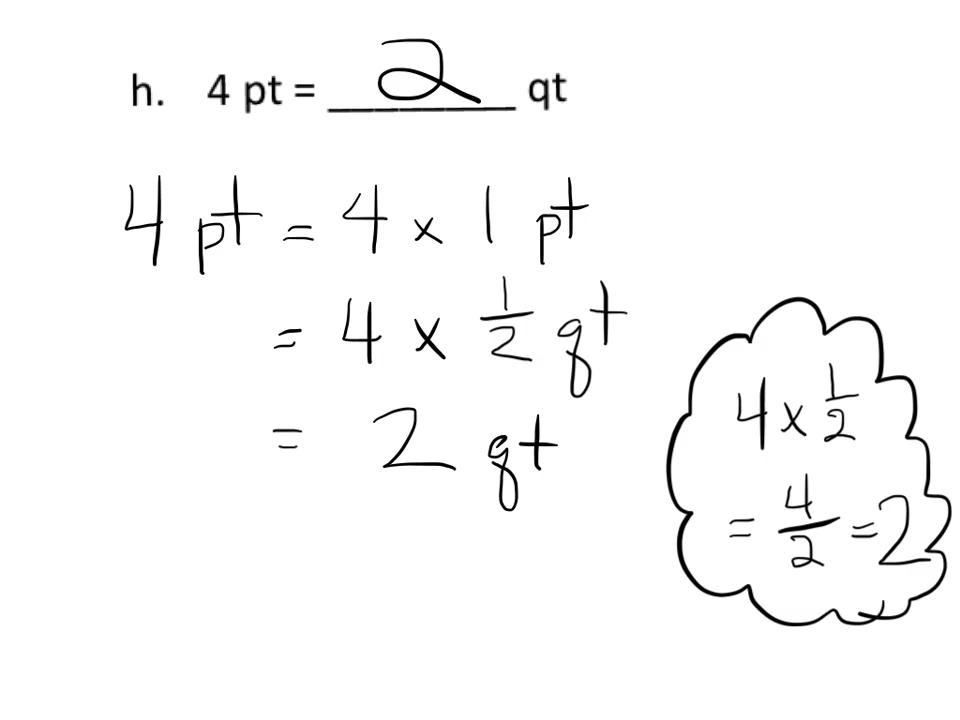 h. 4 pt = 2 qt
4 pt = 4 x 1 pt
= 4 x 1/2 qt
= 2 qt
4 x 1/2
= 4/2 = 2